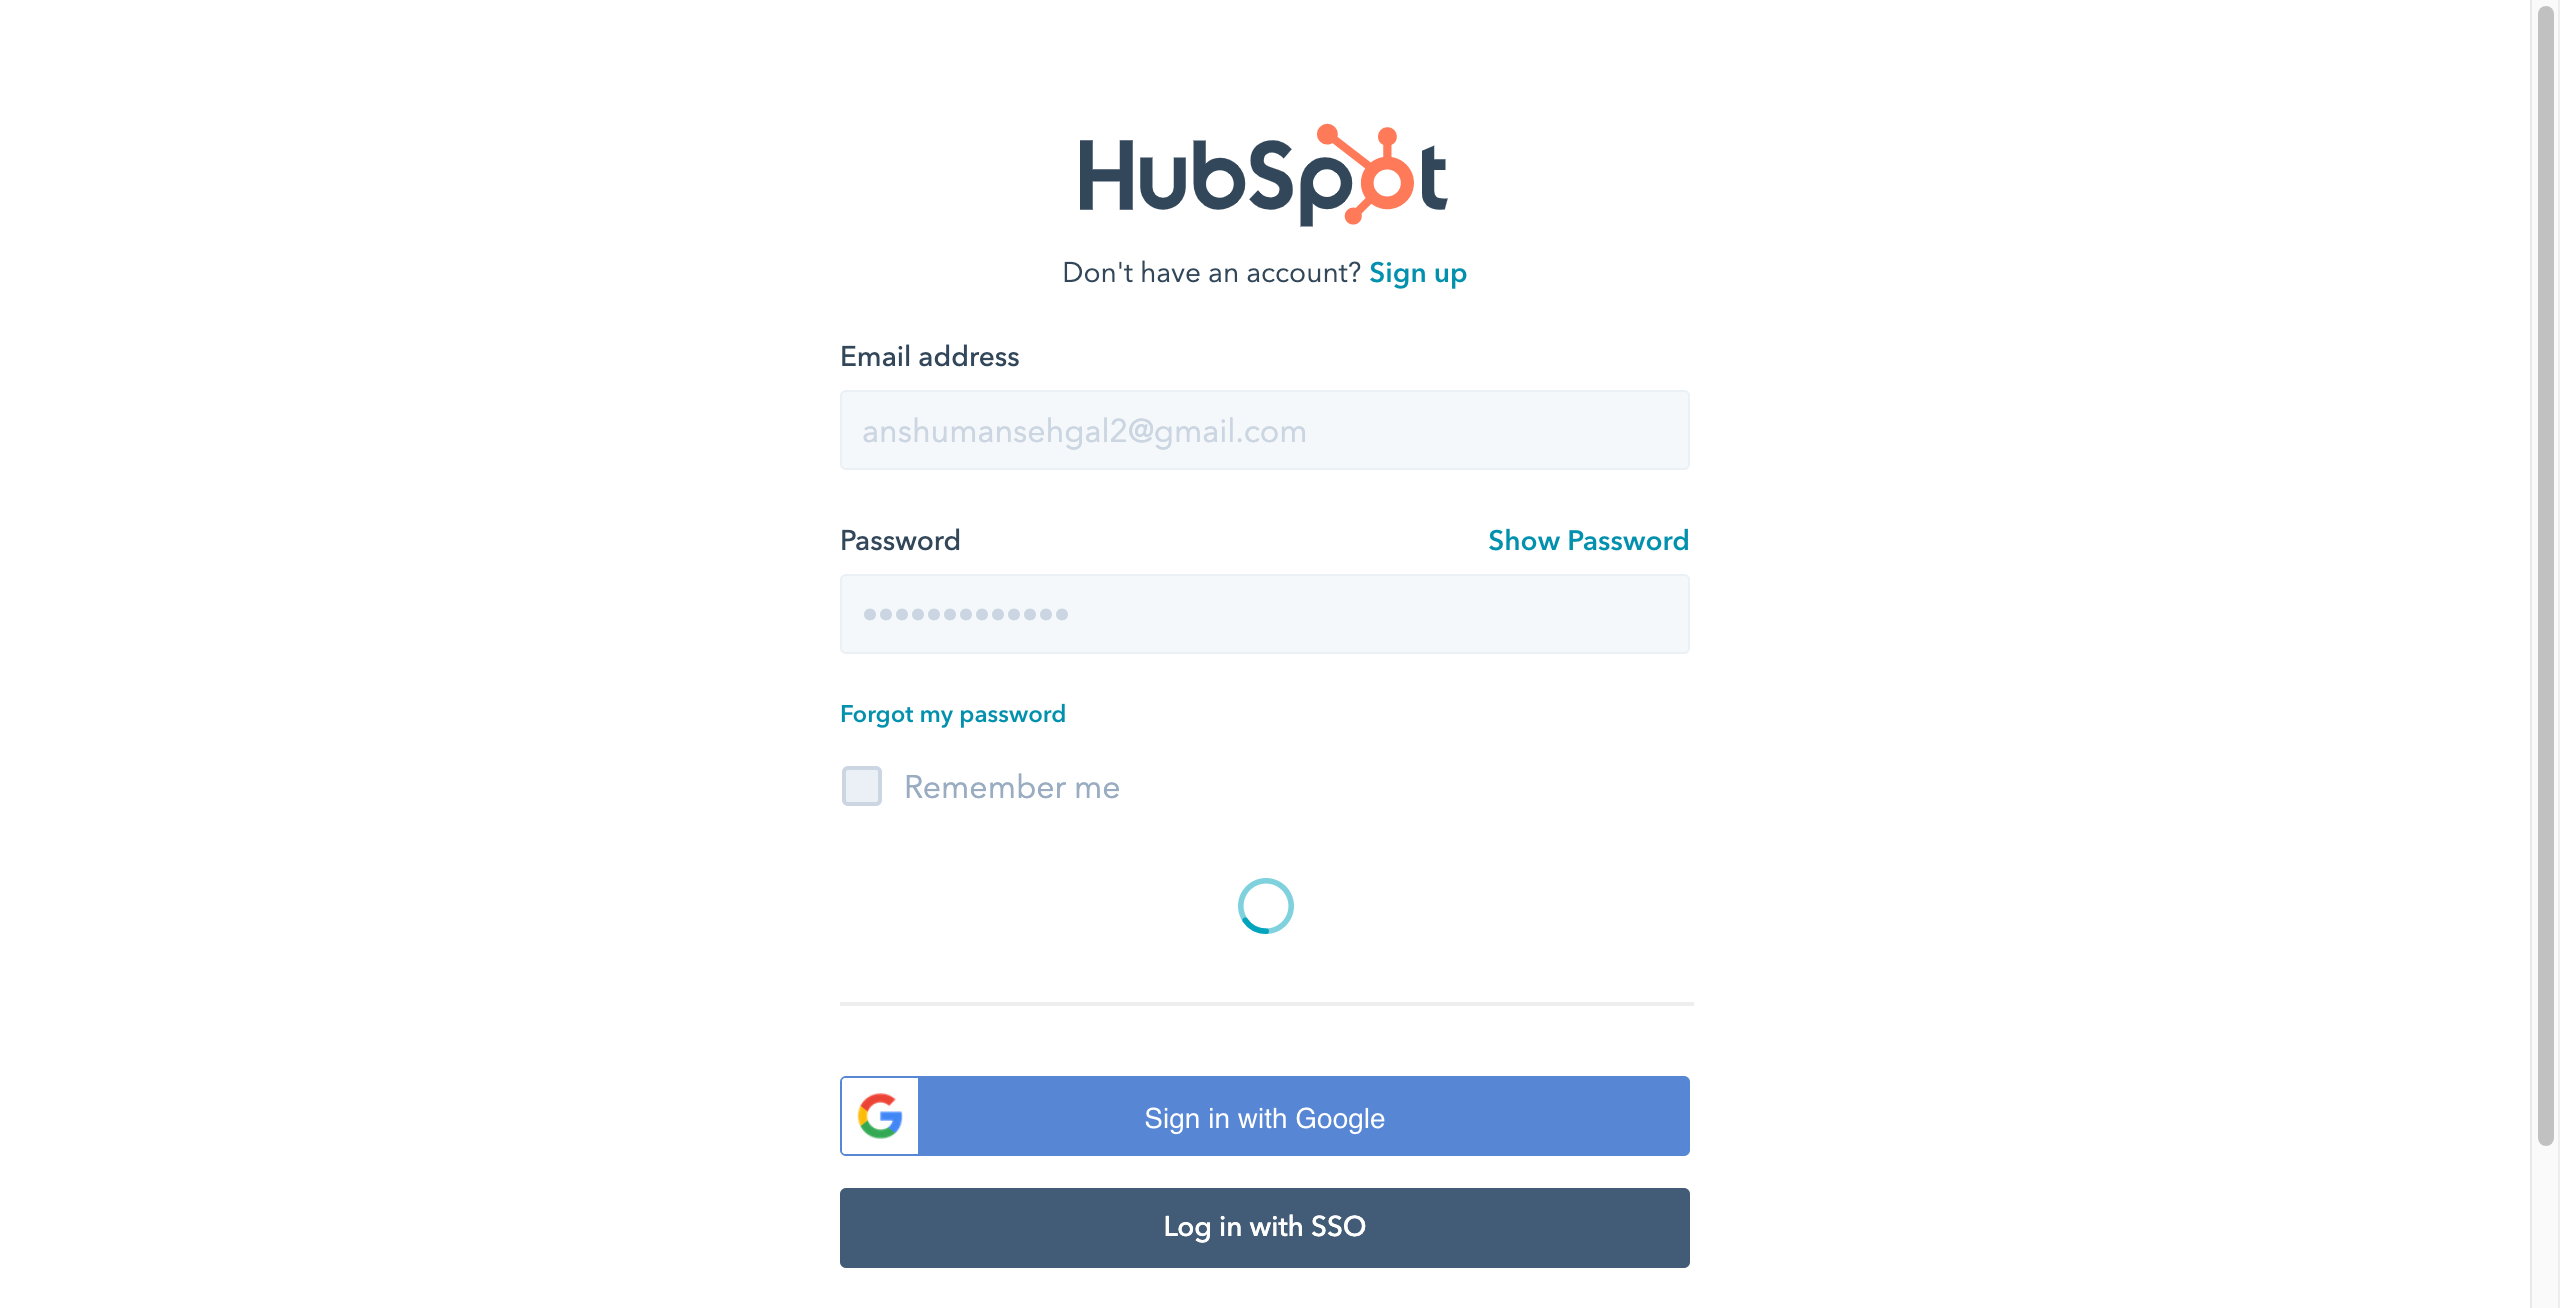 HubSpot
Don't have an account? Sign up
Email address
anshumansehgal2@gmail.com
Password Show Password
•••••••••••••
Forgot my password
Remember me
Sign in with Google
Log in with SSO